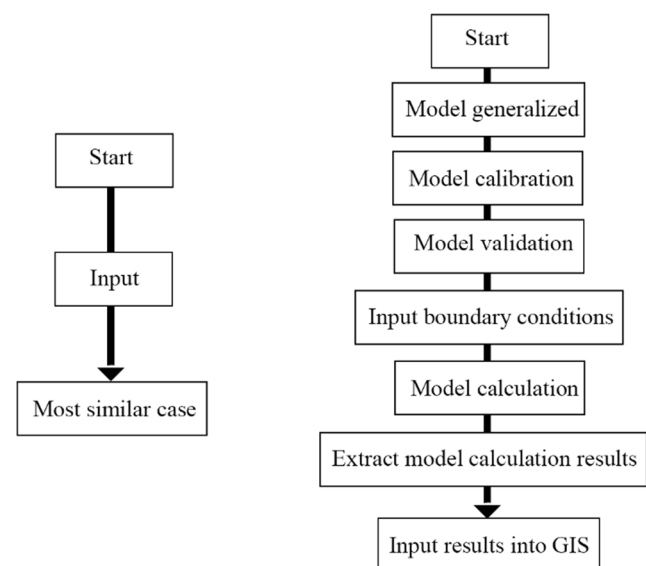 Start
Input
Most similar case
Start
Model generalized
Model calibration
Model validation
Input boundary conditions
Model calculation
Extract model calculation results
Input results into GIS